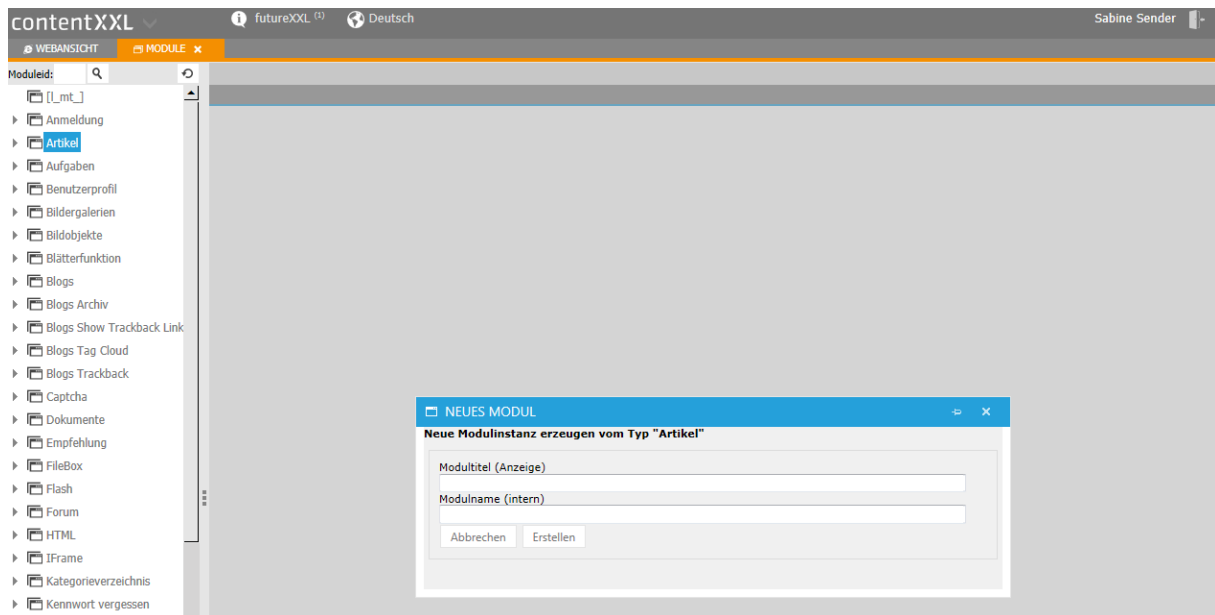 contentXXL
futureXXL (1)
Deutsch
Sabine Sender
WEBANSICHT
MODULE
Moduleid:
[l_mt_]
Anmeldung
Artikel
Aufgaben
Benutzerprofil
Bildergalerien
Bildobjekte
Blätterfunktion
Blogs
Blogs Archiv
Blogs Show Trackback Link
Blogs Tag Cloud
Blogs Trackback
Captcha
Dokumente
Empfehlung
FileBox
Flash
Forum
HTML
IFrame
Kategorieverzeichnis
Kennwort vergessen
NEUES MODUL
Neue Modulinstanz erzeugen vom Typ "Artikel"
Modultitel (Anzeige)
Modulname (intern)
Abbrechen
Erstellen